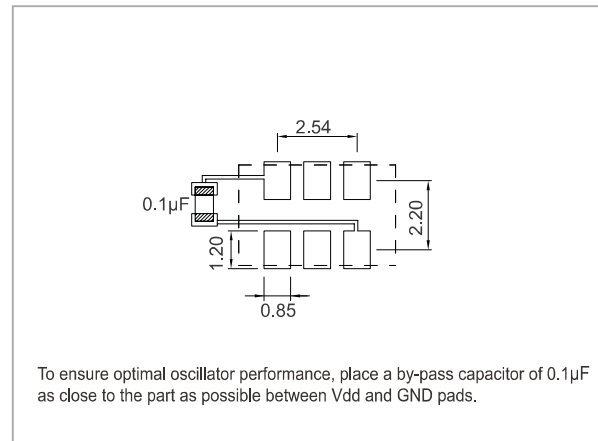 2.54
0.1µF
2.20
1.20
0.85
To ensure optimal oscillator performance, place a by-pass capacitor of 0.1µF
as close to the part as possible between Vdd and GND pads.